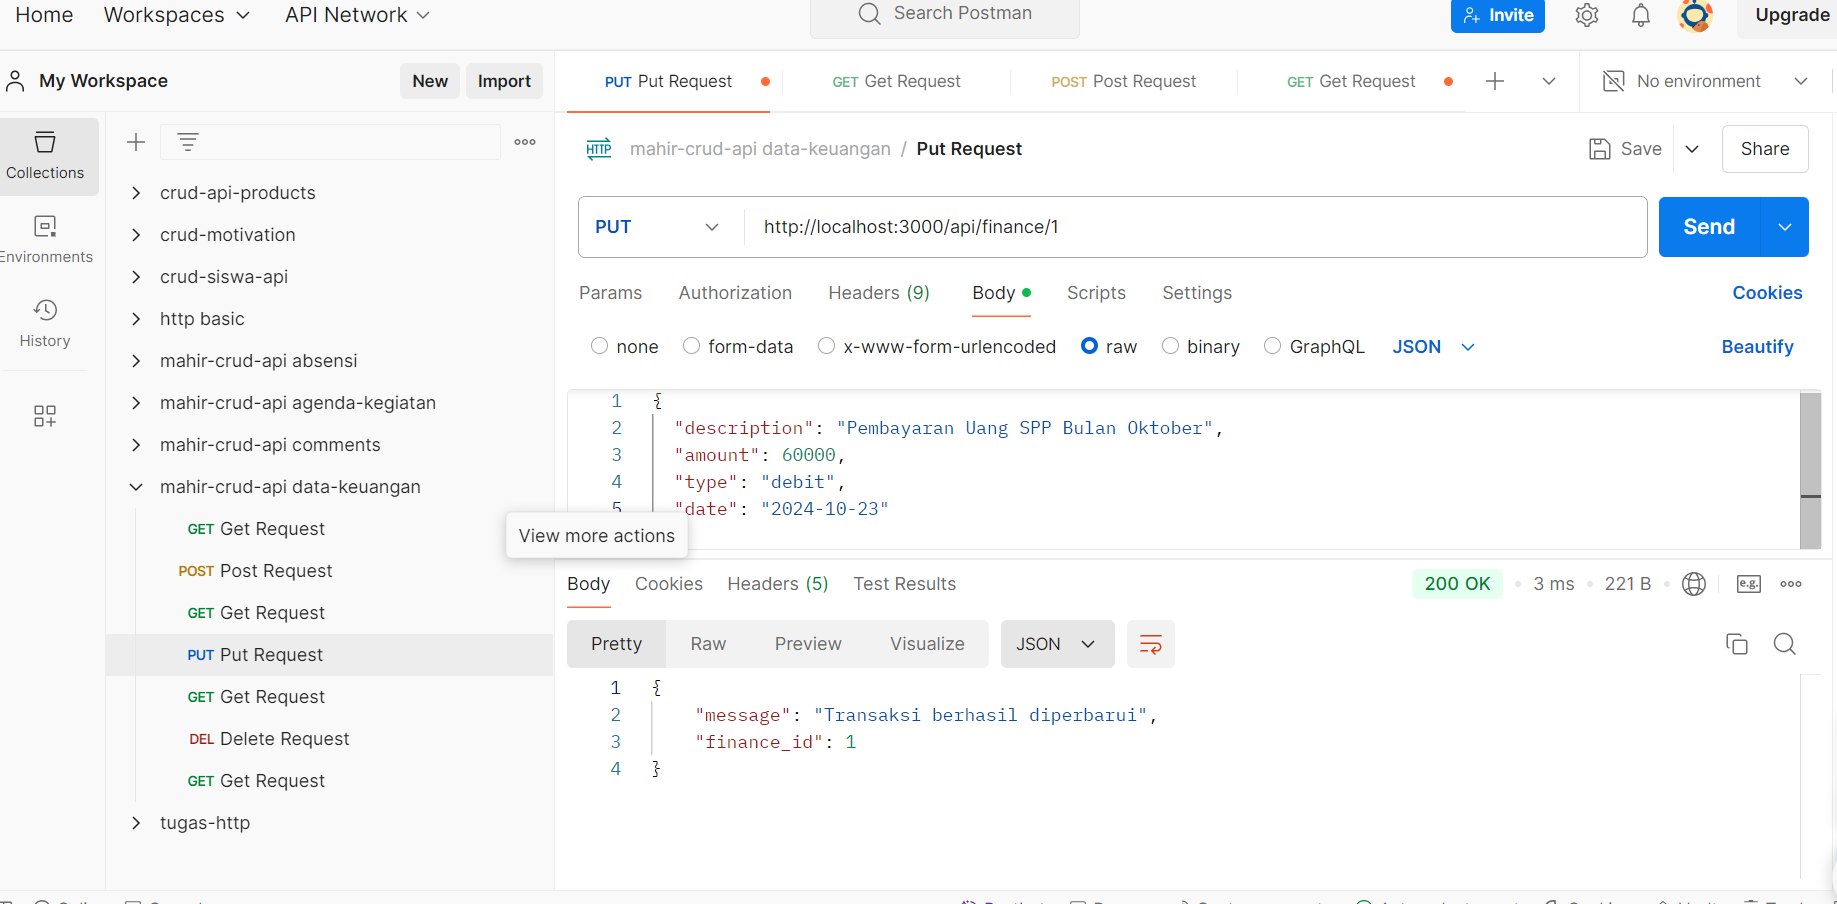 Home Workspaces API Network Search Postman Invite Upgrade
My Workspace New Import PUT Put Request GET Get Request POST Post Request GET Get Request No environment
Collections
Environments
History
crud-api-products
crud-motivation
crud-siswa-api
http basic
mahir-crud-api absensi
mahir-crud-api agenda-kegiatan
mahir-crud-api comments
mahir-crud-api data-keuangan
GET Get Request
POST Post Request
GET Get Request
PUT Put Request
GET Get Request
DEL Delete Request
GET Get Request
tugas-http
View more actions
HTTP mahir-crud-api data-keuangan / Put Request Save Share
PUT http://localhost:3000/api/finance/1 Send
Params Authorization Headers (9) Body Scripts Settings Cookies
none form-data x-www-form-urlencoded raw binary GraphQL JSON Beautify
1 {
2 "description": "Pembayaran Uang SPP Bulan Oktober",
3 "amount": 60000,
4 "type": "debit",
5 "date": "2024-10-23"
Body Cookies Headers (5) Test Results 200 OK 3 ms 221 B e.g.
Pretty Raw Preview Visualize JSON
1 {
2 "message": "Transaksi berhasil diperbarui",
3 "finance_id": 1
4 }